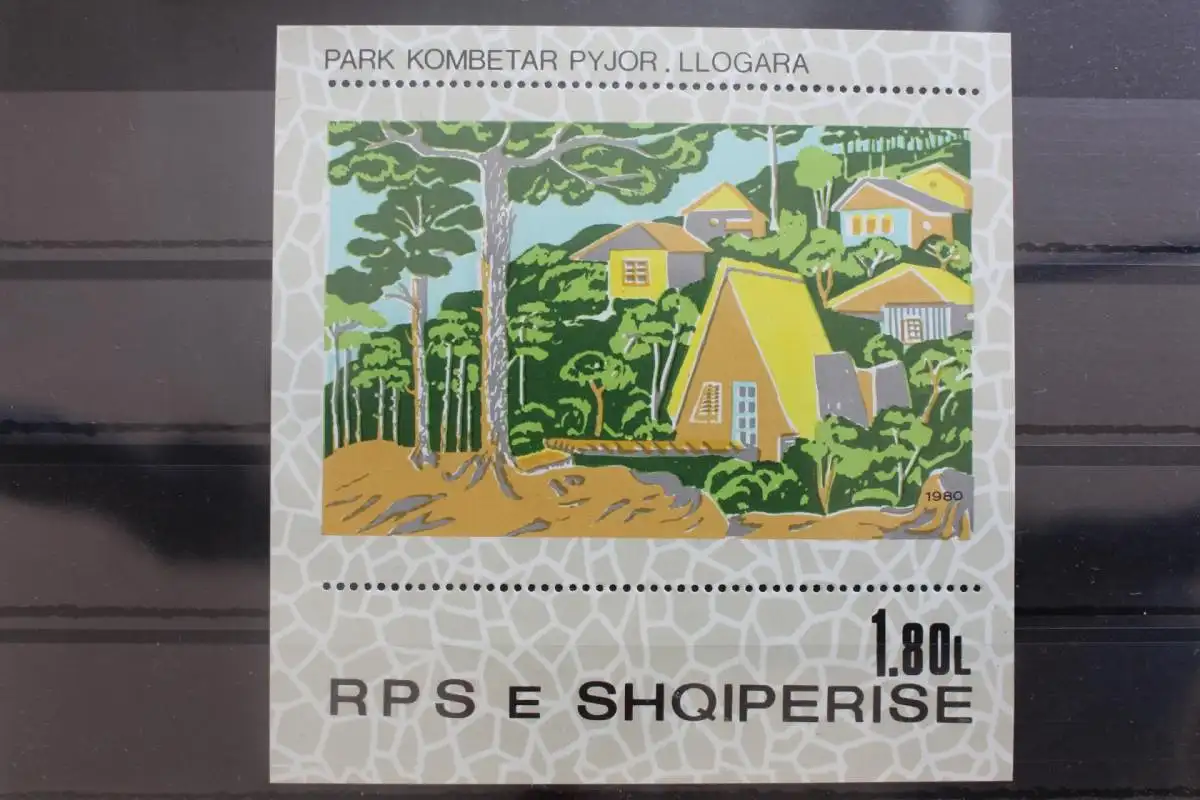 PARK KOMBETAR PYJOR . LLOGARA
1980
1.80L
RPS E SHQIPERISE